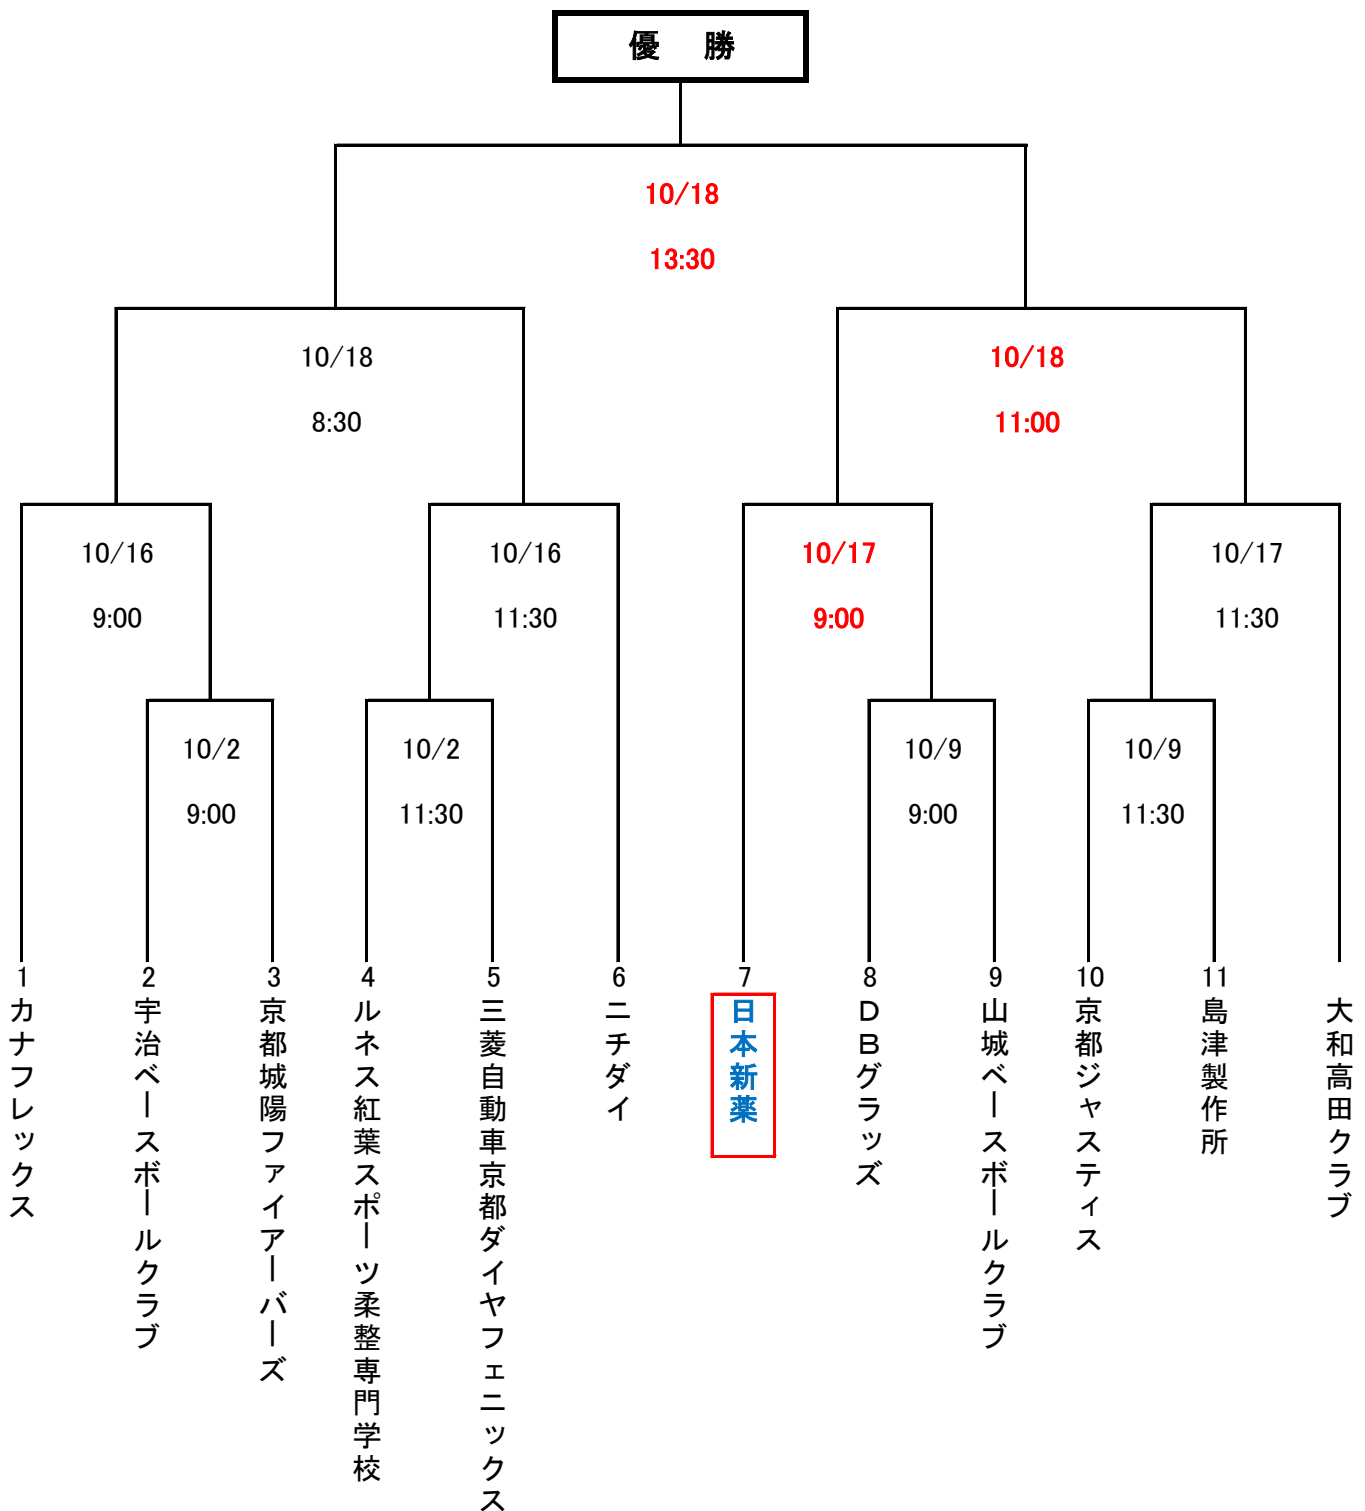 優　勝
10/18
13:30
10/18
8:30
10/18
11:00
10/16
9:00
10/16
11:30
10/17
9:00
10/17
11:30
10/2
9:00
10/2
11:30
10/9
9:00
10/9
11:30
1
カナフレックス
2
宇治ベースボールクラブ
3
京都城陽ファイアーバーズ
4
ルネス紅葉スポーツ柔整専門学校
5
三菱自動車京都ダイヤフェニックス
6
ニチダイ
7
日本新薬
8
ＤＢグラッズ
9
山城ベースボールクラブ
10
京都ジャスティス
11
島津製作所
大和高田クラブ